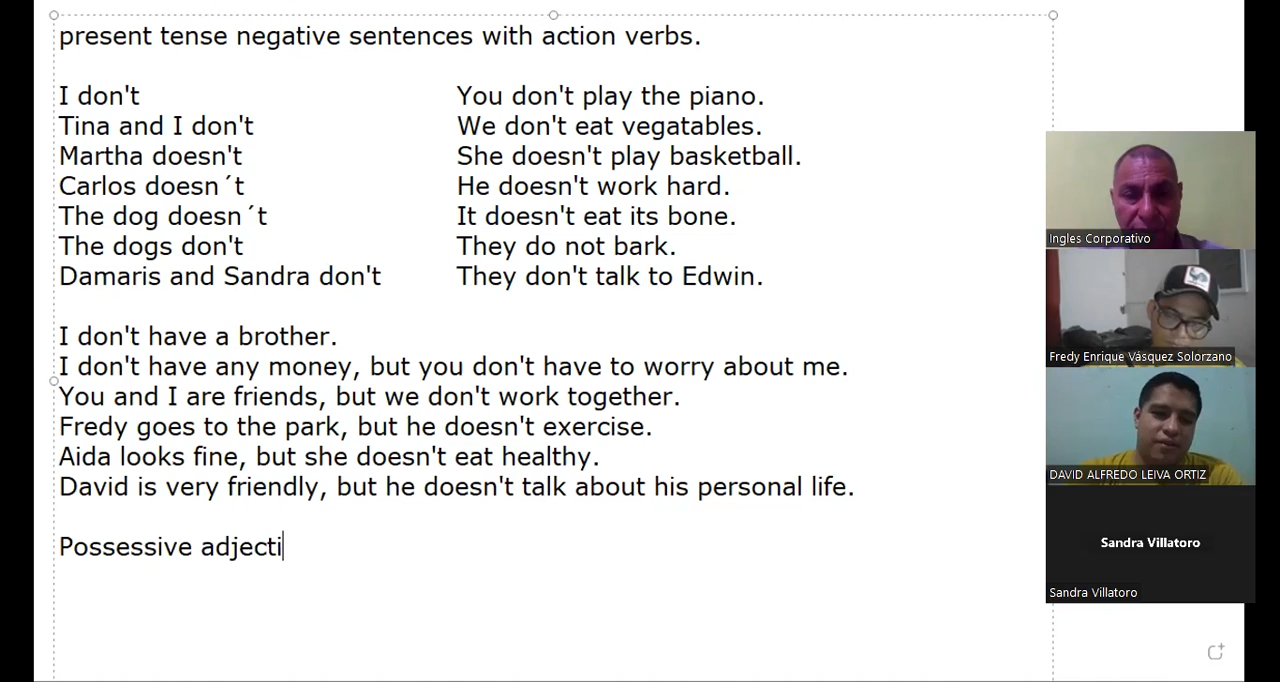 present tense negative sentences with action verbs.
I don't You don't play the piano.
Tina and I don't We don't eat vegatables.
Martha doesn't She doesn't play basketball.
Carlos doesn´t He doesn't work hard.
The dog doesn´t It doesn't eat its bone.
The dogs don't They do not bark.
Damaris and Sandra don't They don't talk to Edwin.
I don't have a brother.
I don't have any money, but you don't have to worry about me.
You and I are friends, but we don't work together.
Fredy goes to the park, but he doesn't exercise.
Aida looks fine, but she doesn't eat healthy.
David is very friendly, but he doesn't talk about his personal life.
Possessive adjecti
Ingles Corporativo
Fredy Enrique Vásquez Solorzano
DAVID ALFREDO LEIVA ORTIZ
Sandra Villatoro
Sandra Villatoro